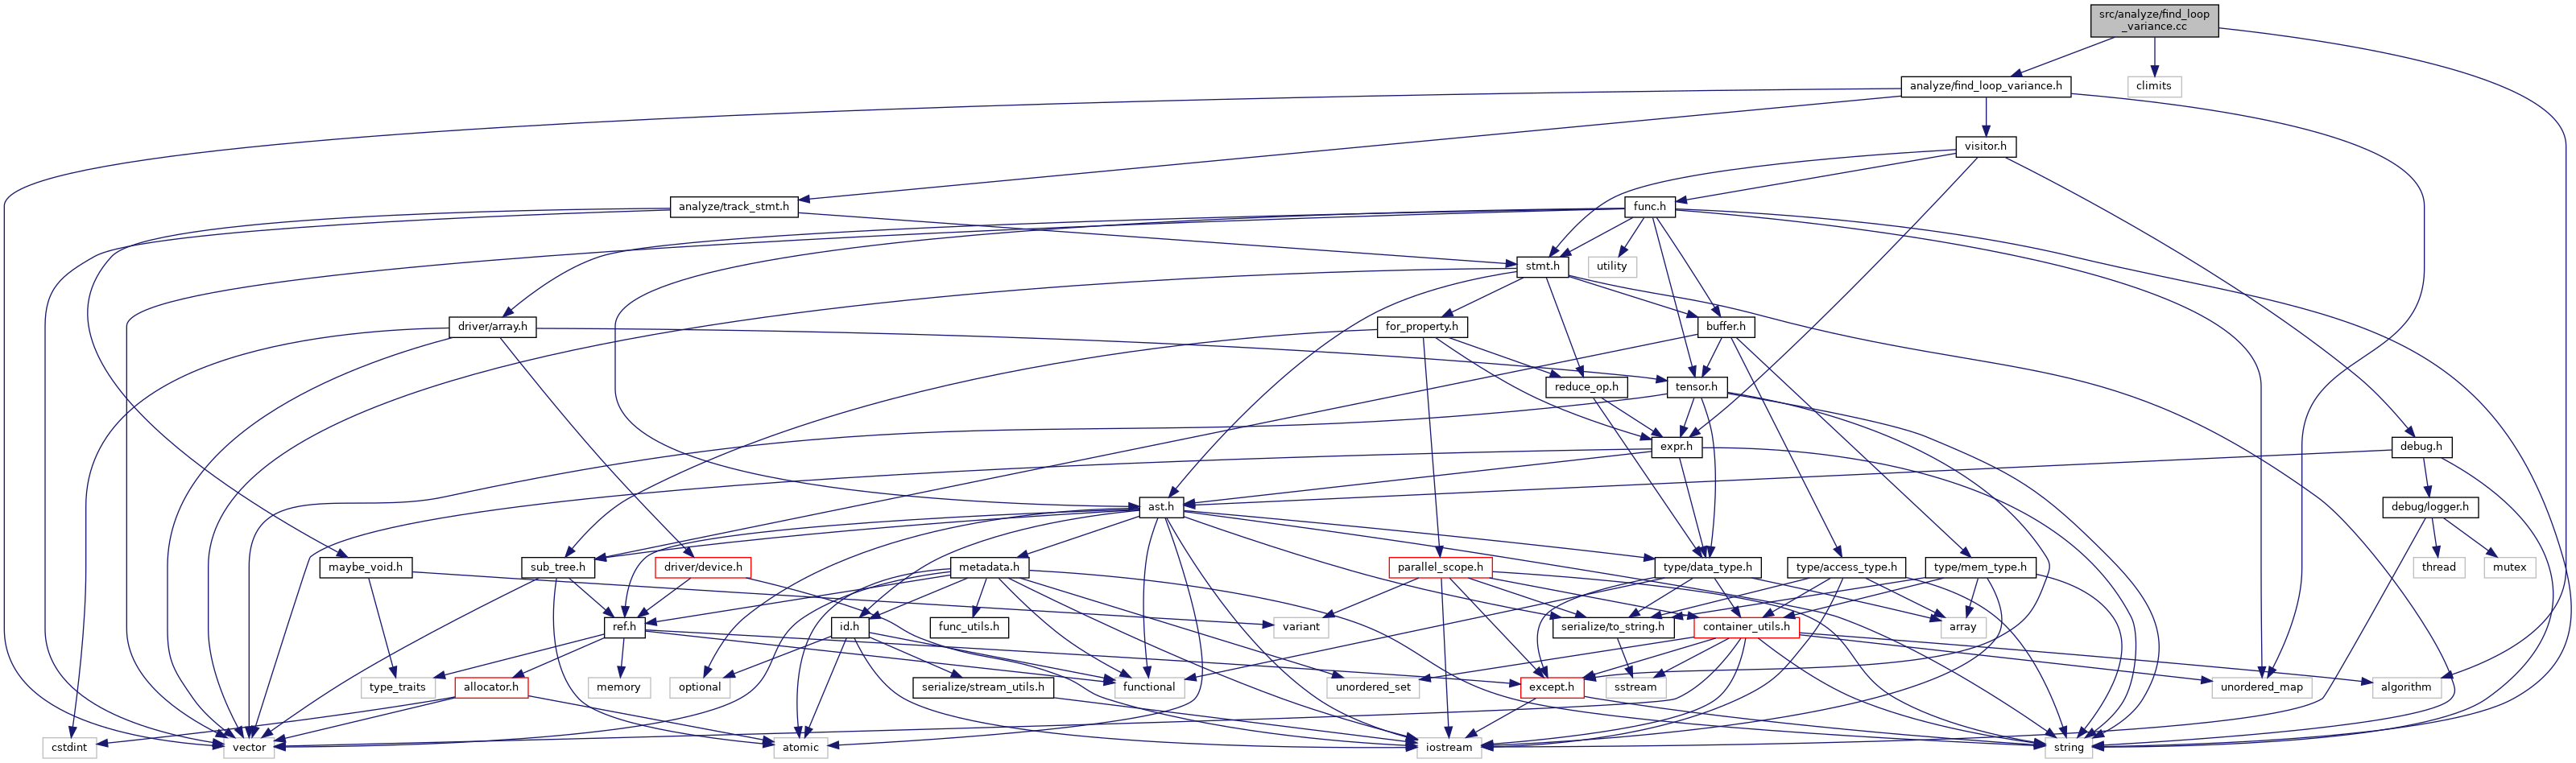 src/analyze/find_loop
_variance.cc
analyze/find_loop_variance.h
climits
visitor.h
analyze/track_stmt.h
func.h
stmt.h
utility
driver/array.h
for_property.h
buffer.h
reduce_op.h
tensor.h
expr.h
debug.h
ast.h
debug/logger.h
maybe_void.h
sub_tree.h
driver/device.h
metadata.h
parallel_scope.h
type/data_type.h
type/access_type.h
type/mem_type.h
thread
mutex
ref.h
id.h
func_utils.h
variant
serialize/to_string.h
container_utils.h
array
type_traits
allocator.h
memory
optional
serialize/stream_utils.h
functional
except.h
unordered_set
sstream
unordered_map
algorithm
cstdint
vector
atomic
iostream
string